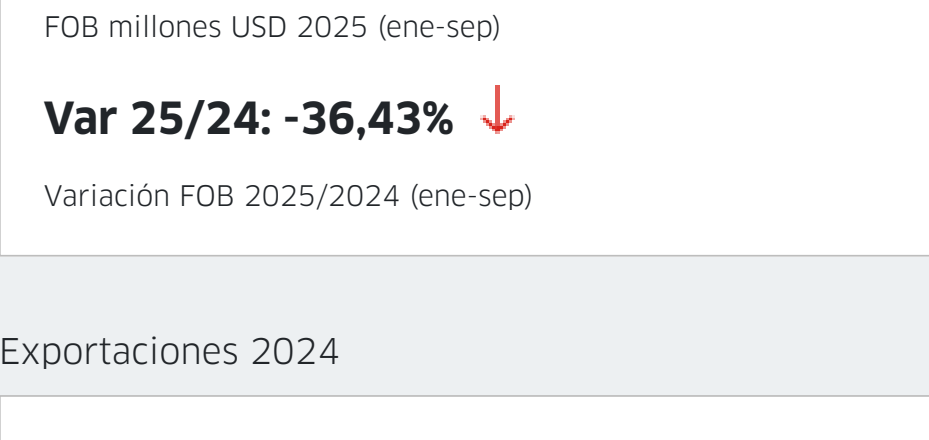 FOB millones USD 2025 (ene-sep)
Var 25/24: -36,43%
Variación FOB 2025/2024 (ene-sep)
Exportaciones 2024